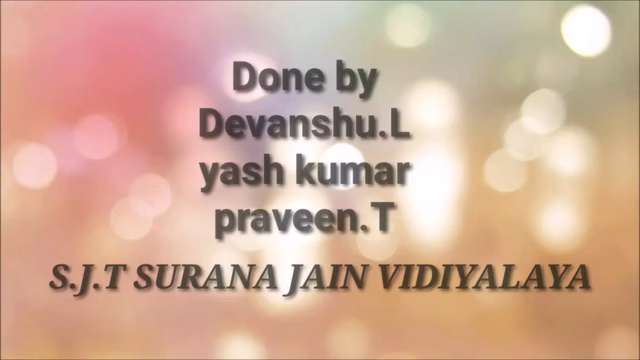 Done by
Devanshu.L
yash kumar
praveen.T
S.J.T SURANA JAIN VIDIYALAYA